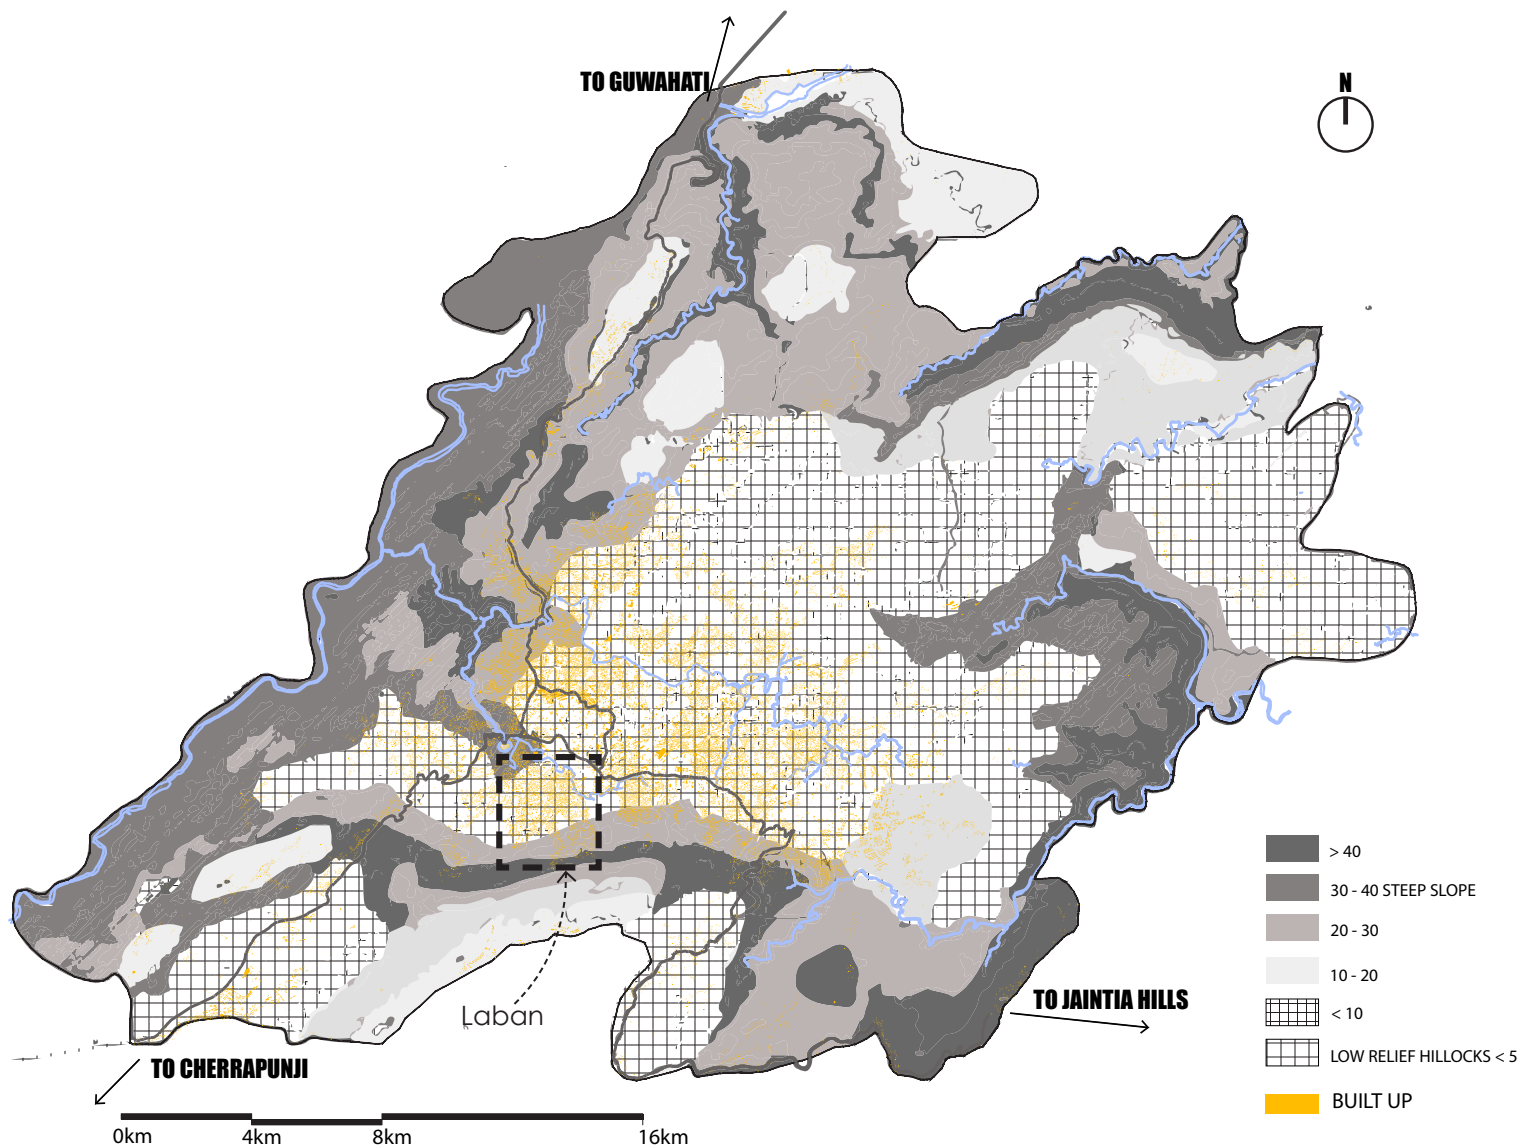 TO GUWAHATI
N
> 40
30 - 40 STEEP SLOPE
20 - 30
10 - 20
< 10
LOW RELIEF HILLOCKS < 5
BUILT UP
Laban
TO JAINTIA HILLS
TO CHERRAPUNJI
0km 4km 8km 16km